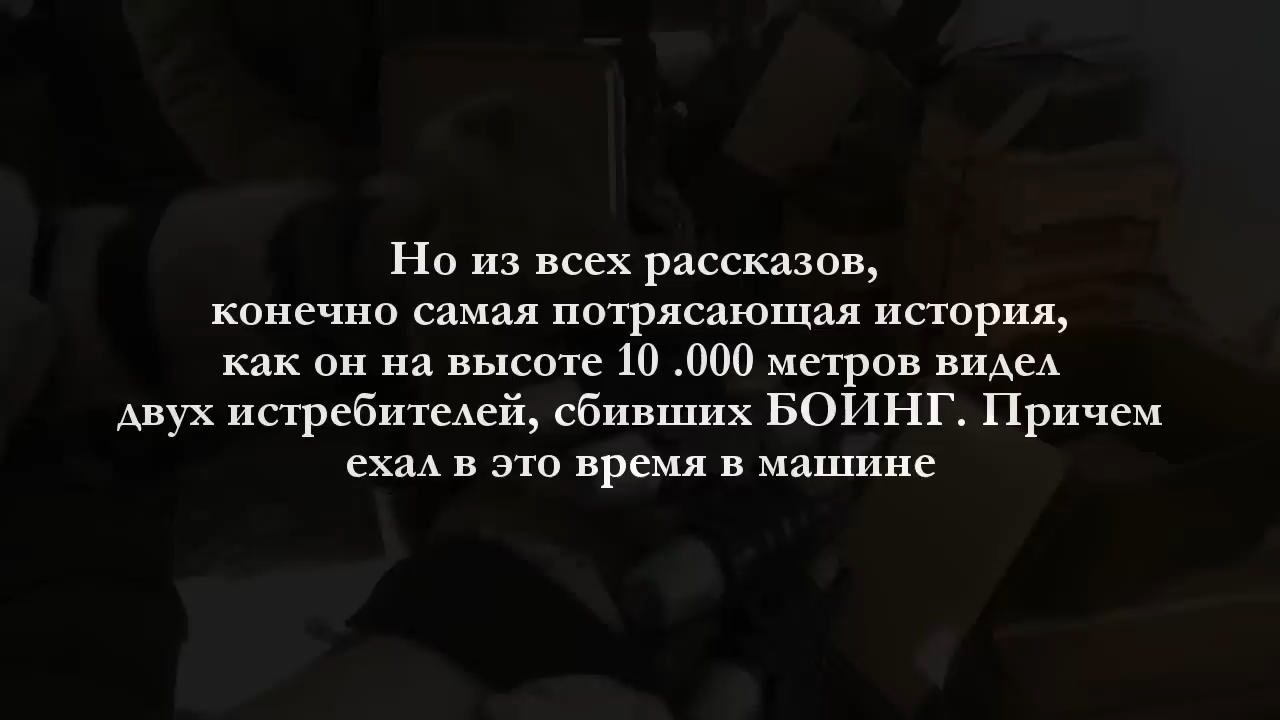 Но из всех рассказов,
конечно самая потрясающая история,
как он на высоте 10 .000 метров видел
двух истребителей, сбивших БОИНГ. Причем
ехал в это время в машине